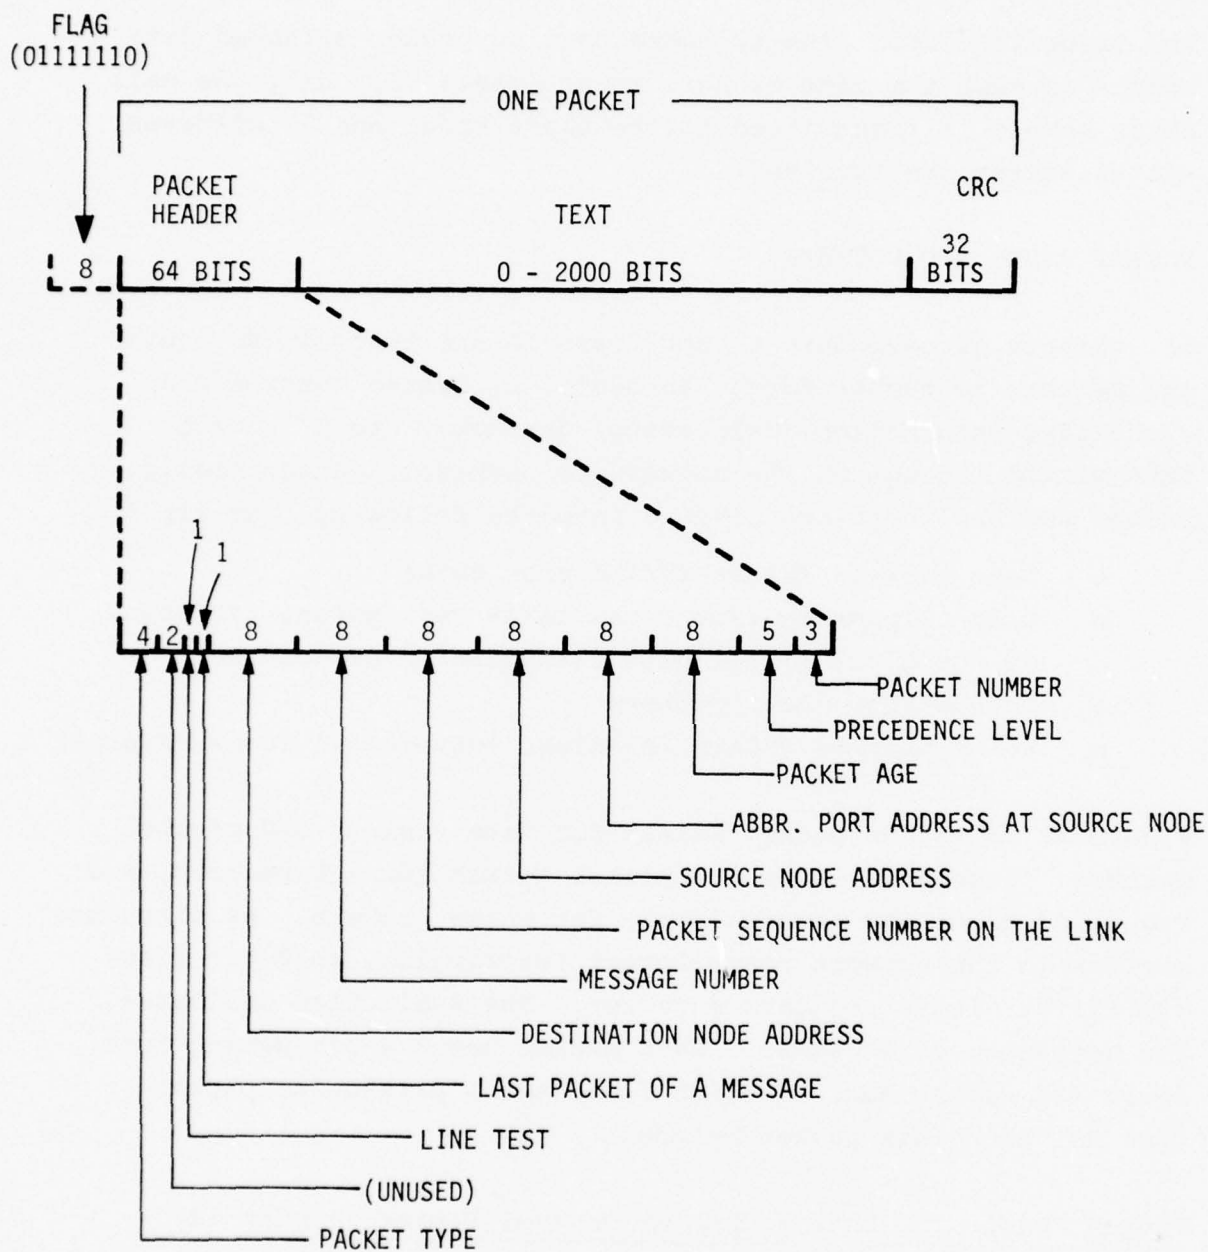 FLAG
(01111110)
ONE PACKET
PACKET
HEADER
TEXT
CRC
8
64 BITS
0 - 2000 BITS
32
BITS
1
1
4
2
8
8
8
8
8
8
5
3
PACKET NUMBER
PRECEDENCE LEVEL
PACKET AGE
ABBR. PORT ADDRESS AT SOURCE NODE
SOURCE NODE ADDRESS
PACKET SEQUENCE NUMBER ON THE LINK
MESSAGE NUMBER
DESTINATION NODE ADDRESS
LAST PACKET OF A MESSAGE
LINE TEST
(UNUSED)
PACKET TYPE